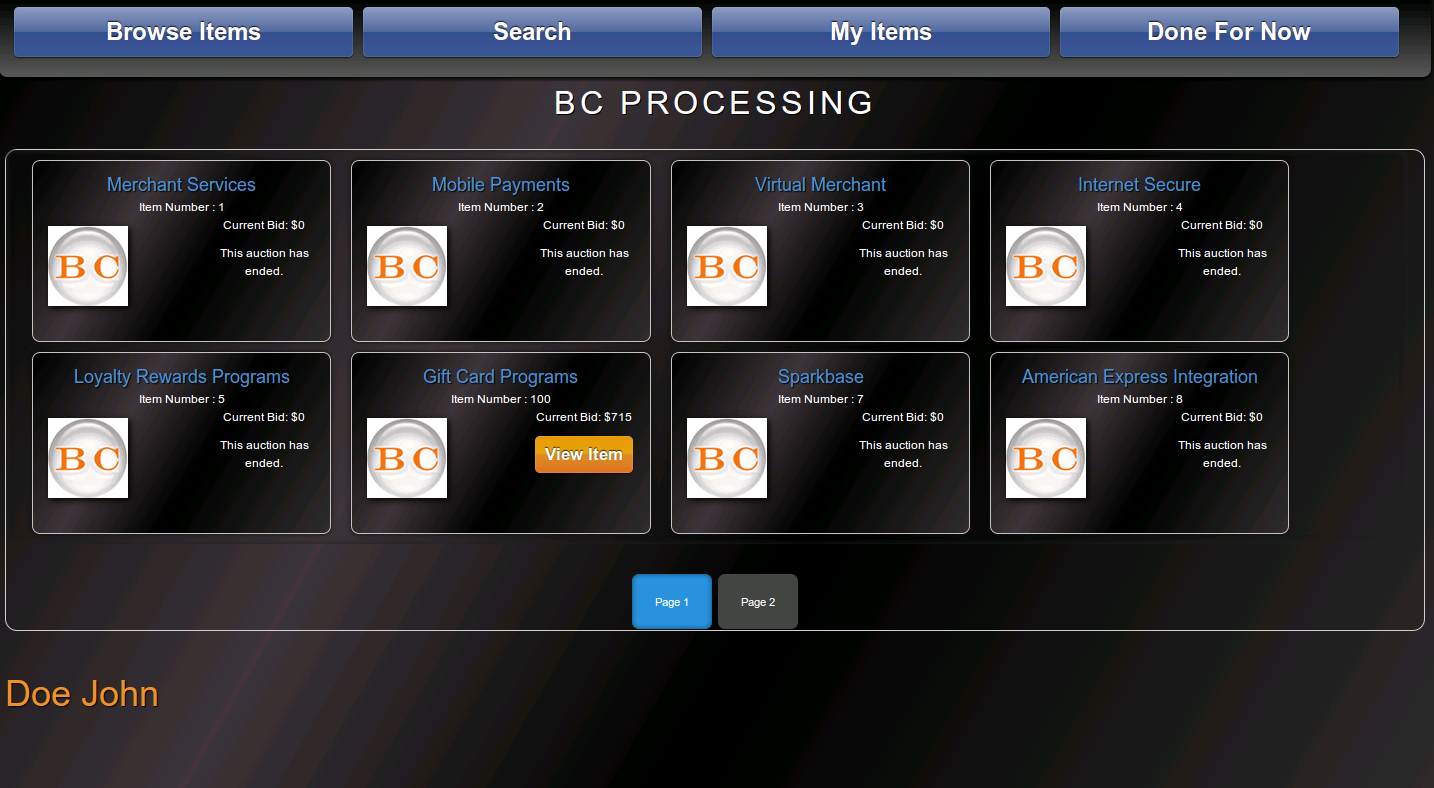 Browse Items
Search
My Items
Done For Now
BC PROCESSING
Merchant Services
Item Number : 1
Current Bid: $0
BC
This auction has
ended.
Mobile Payments
Item Number : 2
Current Bid: $0
BC
This auction has
ended.
Virtual Merchant
Item Number : 3
Current Bid: $0
BC
This auction has
ended.
Internet Secure
Item Number : 4
Current Bid: $0
BC
This auction has
ended.
Loyalty Rewards Programs
Item Number : 5
Current Bid: $0
BC
This auction has
ended.
Gift Card Programs
Item Number : 100
Current Bid: $715
BC
View Item
Sparkbase
Item Number : 7
Current Bid: $0
BC
This auction has
ended.
American Express Integration
Item Number : 8
Current Bid: $0
BC
This auction has
ended.
Page 1
Page 2
Doe John